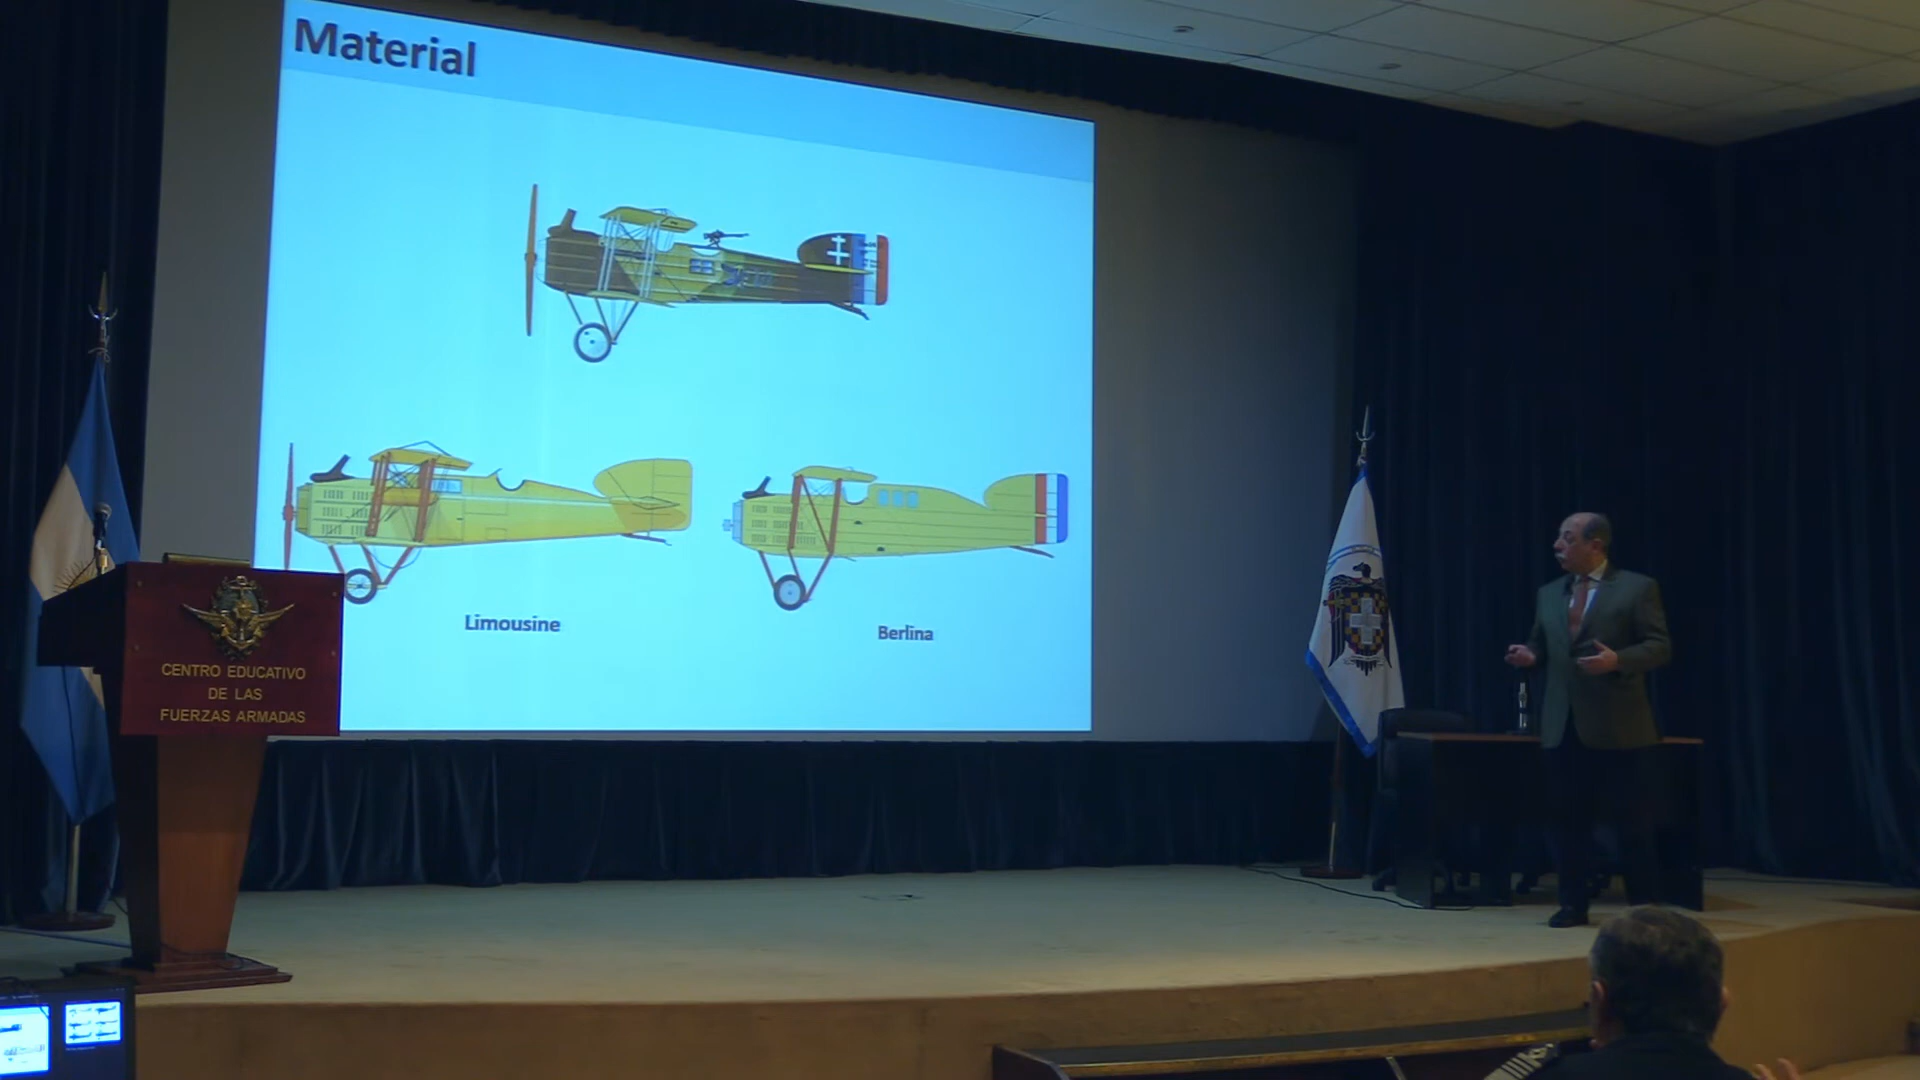 Material
Limousine
Berlina
CENTRO EDUCATIVO
DE LAS
FUERZAS ARMADAS